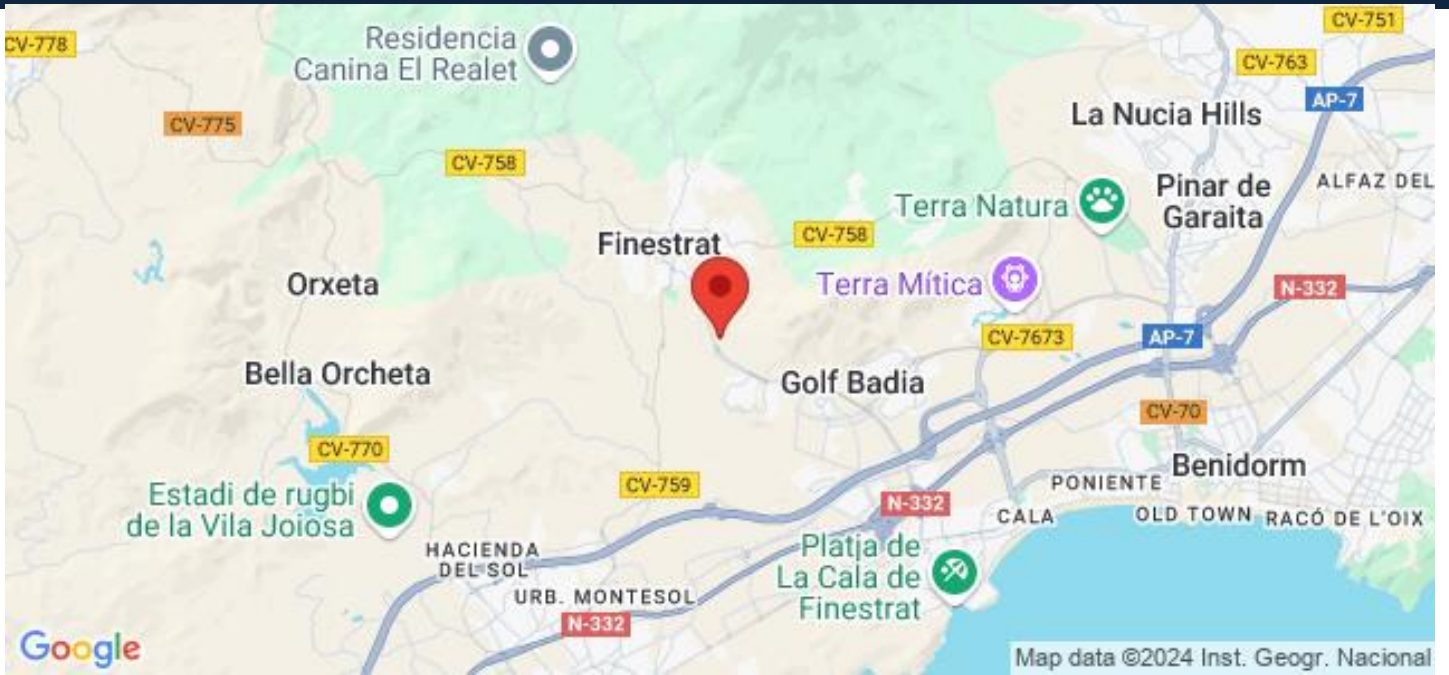 CV-778
Residencia
Canina El Realet
CV-751
CV-763
AP-7
La Nucia Hills
CV-775
CV-758
Pinar de
Garaita
ALFAZ DEL
Terra Natura
CV-758
Finestrat
Orxeta
Terra Mítica
N-332
CV-7673
AP-7
Bella Orcheta
Golf Badia
CV-70
CV-770
Benidorm
CV-759
PONIENTE
Estadi de rugbi
de la Vila Joiosa
N-332
CALA
OLD TOWN
RACÓ DE L'OIX
HACIENDA
DEL SOL
Platja de
La Cala de
Finestrat
URB. MONTESOL
N-332
Google
Map data ©2024 Inst. Geogr. Nacional